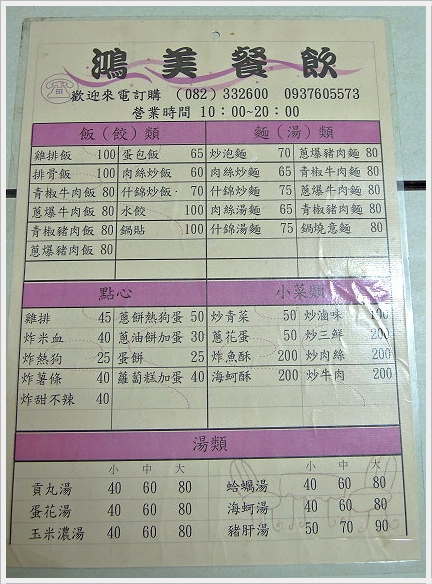 鴻美餐飲
歡迎來電訂購 (082) 332600 0937605573
營業時間 10：00~20：00
飯(餃)類 麵(湯)類
雞排飯 100 蛋包飯 65 炒泡麵 70 蔥爆豬肉麵 80
排骨飯 100 肉絲炒飯 60 肉絲炒麵 65 青椒牛肉麵 80
青椒牛肉飯 80 什錦炒飯 70 什錦炒麵 75 蔥爆牛肉麵 80
蔥爆牛肉飯 80 水餃 100 肉絲湯麵 65 青椒豬肉麵 80
青椒豬肉飯 80 鍋貼 100 什錦湯麵 75 鍋燒意麵 80
蔥爆豬肉飯 80
點心 小菜類
雞排 45 蔥餅熱狗蛋 50 炒青菜 50 炒滷味 100
炸米血 40 蔥油餅加蛋 30 蔥花蛋 50 炒三鮮 200
炸熱狗 25 蛋餅 25 炸魚酥 200 炒肉絲 200
炸薯條 40 蘿蔔糕加蛋 40 海蚵酥 200 炒牛肉 200
炸甜不辣 40
湯類
小 中 大 小 中 大
貢丸湯 40 60 80 蛤蠣湯 40 60 80
蛋花湯 40 60 80 海蚵湯 40 60 80
玉米濃湯 40 60 80 豬肝湯 50 70 90